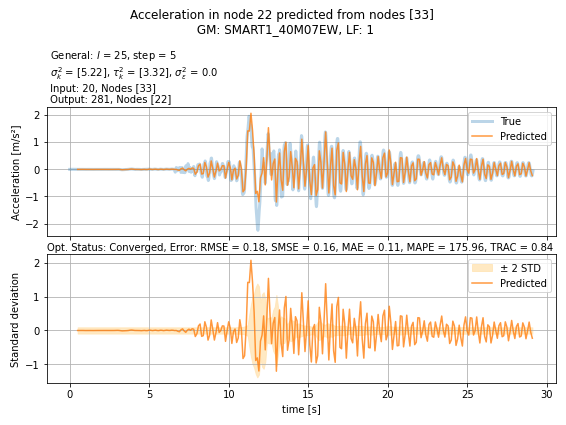 Acceleration in node 22 predicted from nodes [33]
GM: SMART1_40M07EW, LF: 1
General: l = 25, step = 5
σ²ₖ = [5.22], τ²ₖ = [3.32], σ²ε = 0.0
Input: 20, Nodes [33]
Output: 281, Nodes [22]
Acceleration [m/s²]
2
1
0
−1
−2
True
Predicted
Opt. Status: Converged, Error: RMSE = 0.18, SMSE = 0.16, MAE = 0.11, MAPE = 175.96, TRAC = 0.84
Standard deviation
2
1
0
−1
± 2 STD
Predicted
0 5 10 15 20 25 30
time [s]